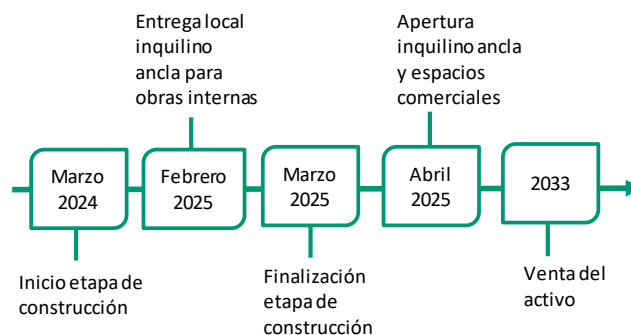 Entrega local
inquilino
ancla para
obras internas
Apertura
inquilino ancla
y espacios
comerciales
Marzo
2024
Febrero
2025
Marzo
2025
Abril
2025
2033
Inicio etapa de
construcción
Finalización
etapa de
construcción
Venta del
activo